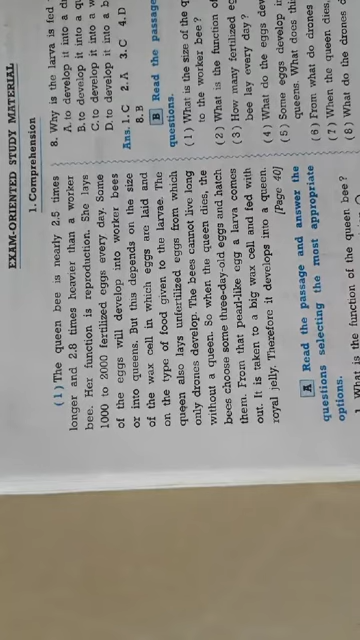 EXAM-ORIENTED STUDY MATERIAL
1. Comprehension
(1) The queen bee is nearly 2.5 times
longer and 2.8 times heavier than a worker
bee. Her function is reproduction. She lays
1000 to 2000 fertilized eggs every day. Some
of the eggs will develop into worker bees
or into queens. But this depends on the size
of the wax cell in which eggs are laid and
on the type of food given to the larvae. The
queen also lays unfertilized eggs from which
only drones develop. The bees cannot live long
without a queen. So when the queen dies, the
bees choose some three-day-old eggs and hatch
them. From that pearl-like egg a larva comes
out. It is taken to a big wax cell and fed with
royal jelly. Therefore it develops into a queen.
[Page 40]
A Read the passage and answer the
questions selecting the most appropriate
options.
1. What is the function of the queen bee ?
8. Why is the larva is fed
A. to develop it into a
B. to develop it into a
C. to develop it into a
D. to develop it into a
Ans. 1. C 2. A 3. C 4. D
8. B
B Read the passage
questions.
(1) What is the size of the
to the worker bee ?
(2) What is the function of
(3) How many fertilized
bee lay every day ?
(4) What do the eggs
(5) Some eggs develop
queens. What does
(6) From what do drones
(7) When the queen dies,
(8) What do the drones